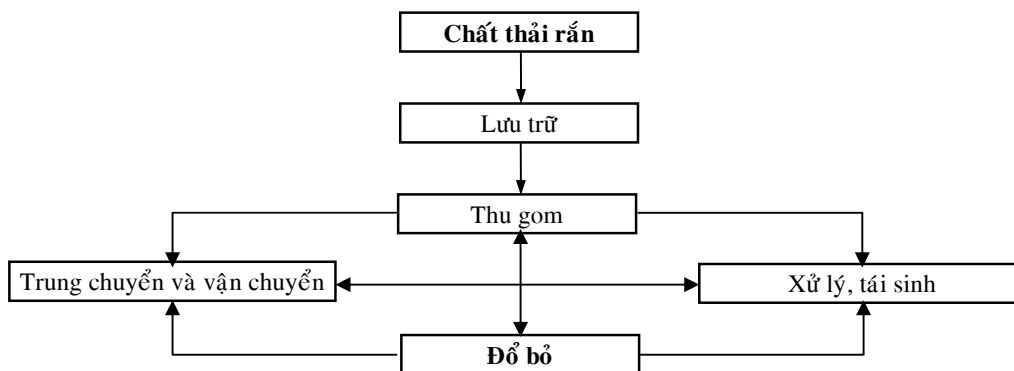 Chất thải rắn
Lưu trữ
Thu gom
Trung chuyển và vận chuyển
Xử lý, tái sinh
Đổ bỏ